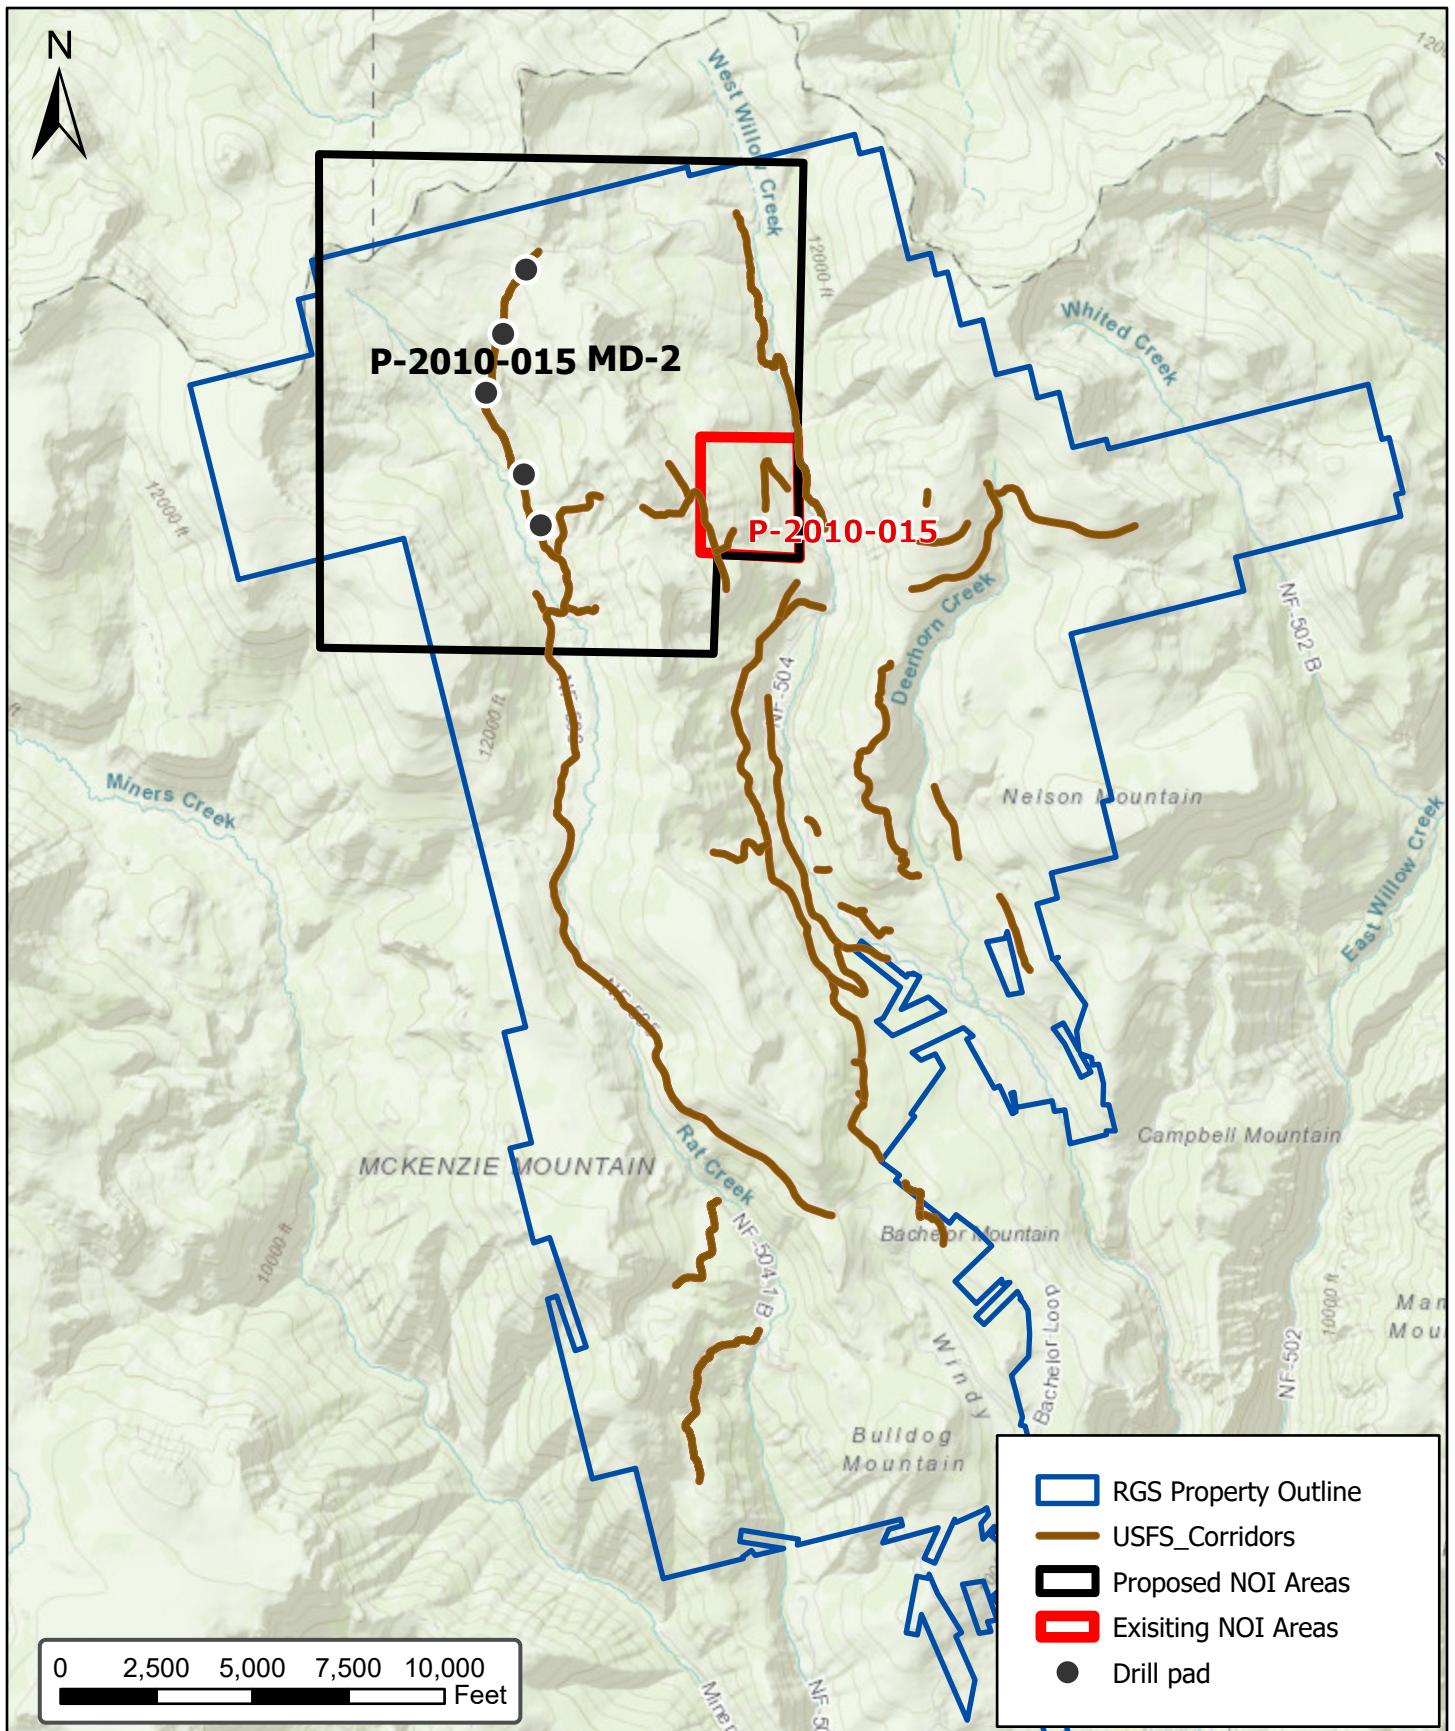 N
West Willow Creek
12000 ft
Whited Creek
P-2010-015 MD-2
12000 ft
P-2010-015
Deerhorn Creek
NF-502 B
NF-504
12000 ft
Miners Creek
Nelson Mountain
East Willow Creek
Campbell Mountain
MCKENZIE MOUNTAIN
Rat Creek
NF-504.1 B
Bachelor Mountain
10000 ft
10000 ft
Bachelor Loop
Windy
NF-502
Bulldog
Mountain
RGS Property Outline
USFS_Corridors
Proposed NOI Areas
Exisiting NOI Areas
Drill pad
0 2,500 5,000 7,500 10,000
Feet